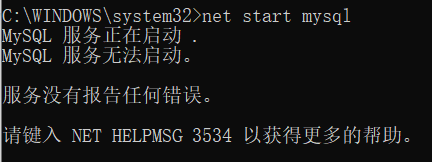 C:\WINDOWS\system32>net start mysql
MySQL 服务正在启动 .
MySQL 服务无法启动。
服务没有报告任何错误。
请键入 NET HELPMSG 3534 以获得更多的帮助。